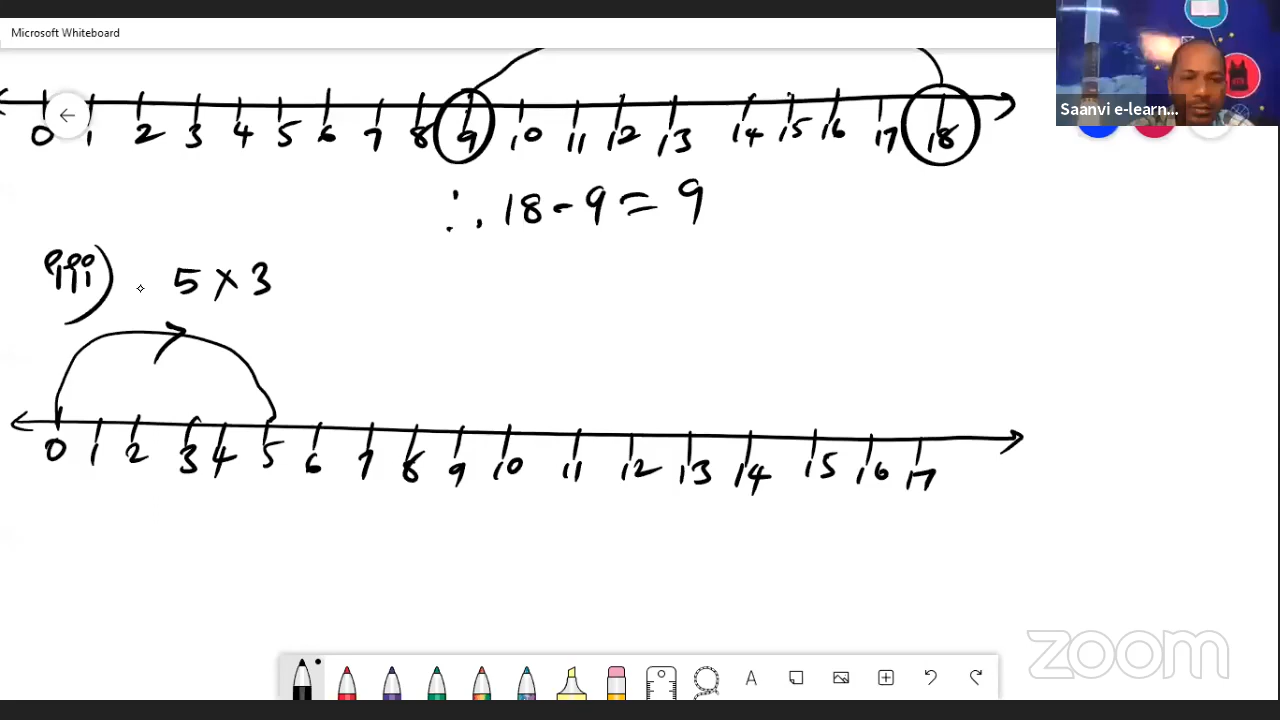 Microsoft Whiteboard
Saanvi e-learn...
0 1 2 3 4 5 6 7 8 9 10 11 12 13 14 15 16 17 18
∴ 18 - 9 = 9
iii) 5 × 3
0 1 2 3 4 5 6 7 8 9 10 11 12 13 14 15 16 17
zoom
A